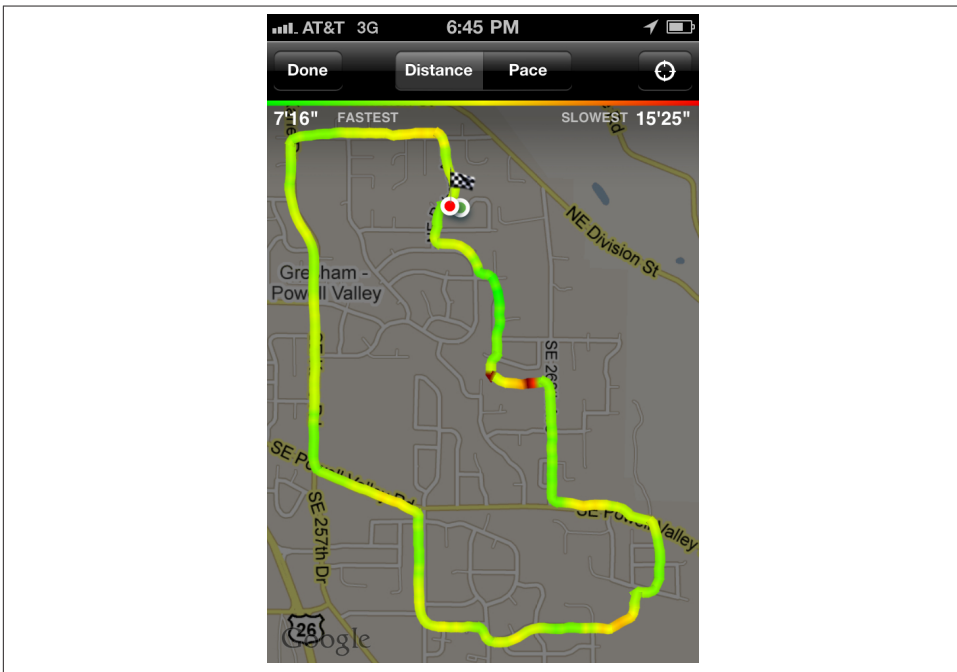 AT&T 3G 6:45 PM
Done Distance Pace
7'16" FASTEST SLOWEST 15'25"
NE Division St
Gresham -
Powell Valley
SE Powell Valley Rd
SE 257th Dr
SE Powell Valley
26
Google